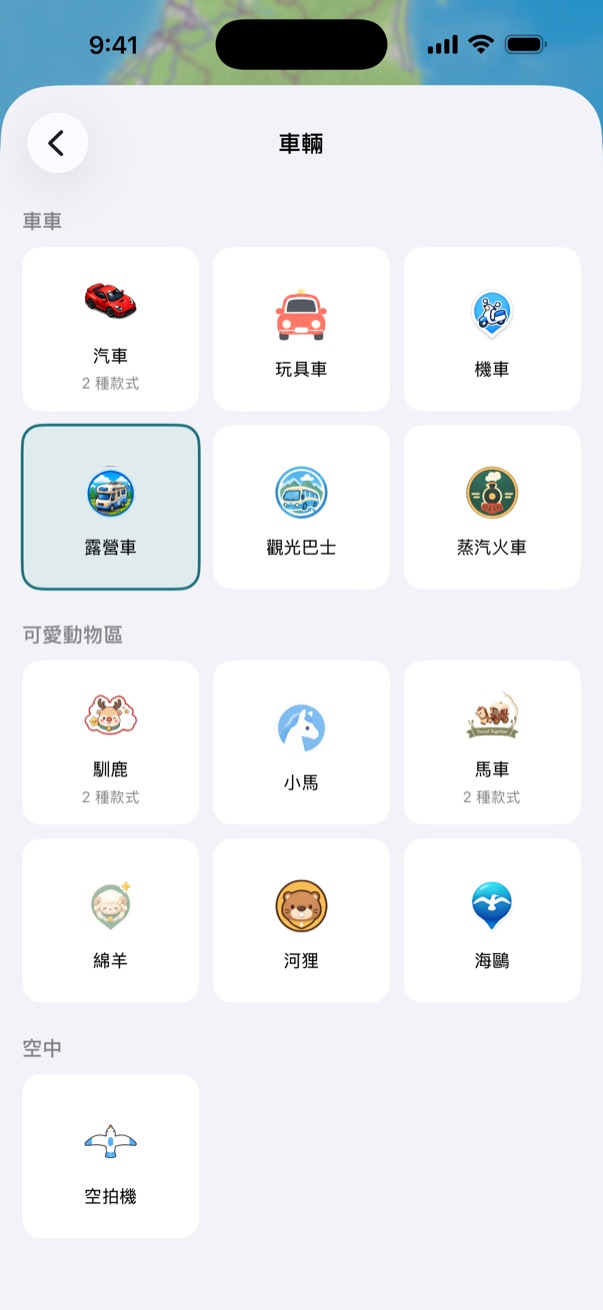 9:41
車輛
車車
汽車
2 種款式
玩具車
機車
露營車
觀光巴士
蒸汽火車
可愛動物區
馴鹿
2 種款式
小馬
Travel Together
馬車
2 種款式
綿羊
河狸
海鷗
空中
空拍機